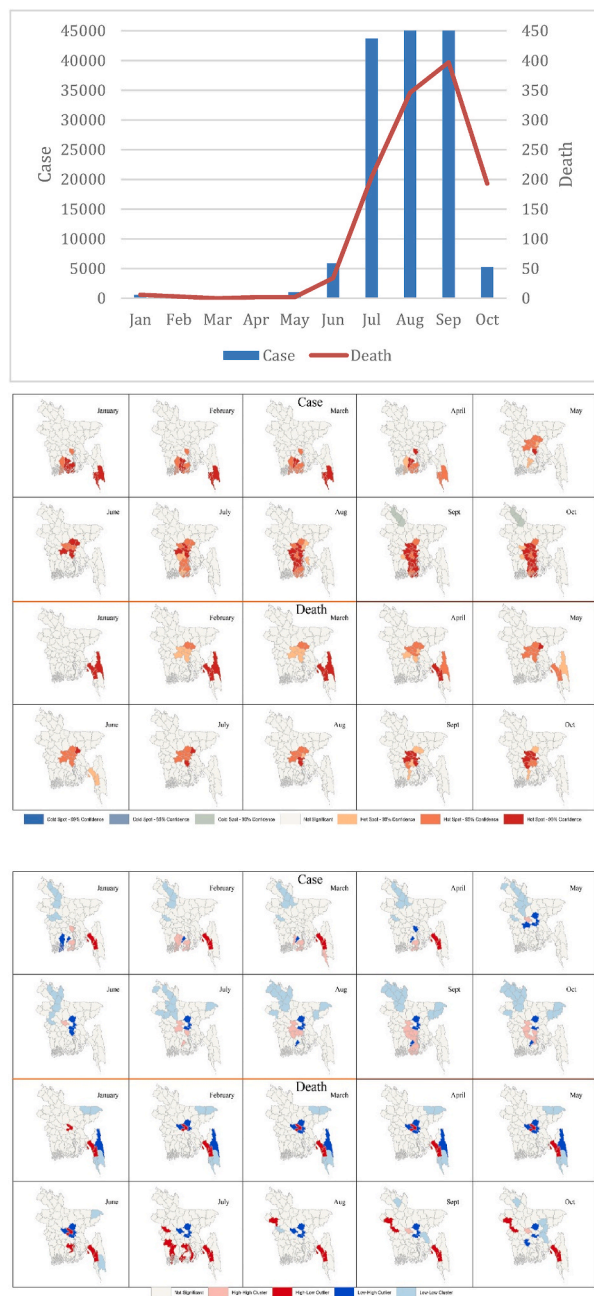 45000 450
40000 400
35000 350
30000 300
25000 250
20000 200
15000 150
10000 100
5000 50
0 0
Case
Death
Jan Feb Mar Apr May Jun Jul Aug Sep Oct
Case Death
Case
January February March April May
June July Aug Sept Oct
Death
January February March April May
June July Aug Sept Oct
Cold Spot - 99% Confidence Cold Spot - 95% Confidence Cold Spot - 90% Confidence Not Significant Hot Spot - 90% Confidence Hot Spot - 95% Confidence Hot Spot - 99% Confidence
Case
January February March April May
June July Aug Sept Oct
Death
January February March April May
June July Aug Sept Oct
Not Significant High-High Cluster High-Low Outlier Low-High Outlier Low-Low Cluster